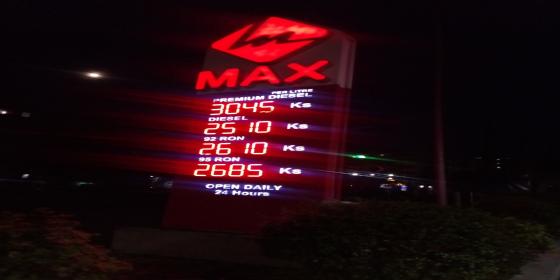 MAX
PER LITRE
PREMIUM DIESEL
3045 Ks
DIESEL
2510 Ks
92 RON
2610 Ks
95 RON
2685 Ks
OPEN DAILY
24 Hours